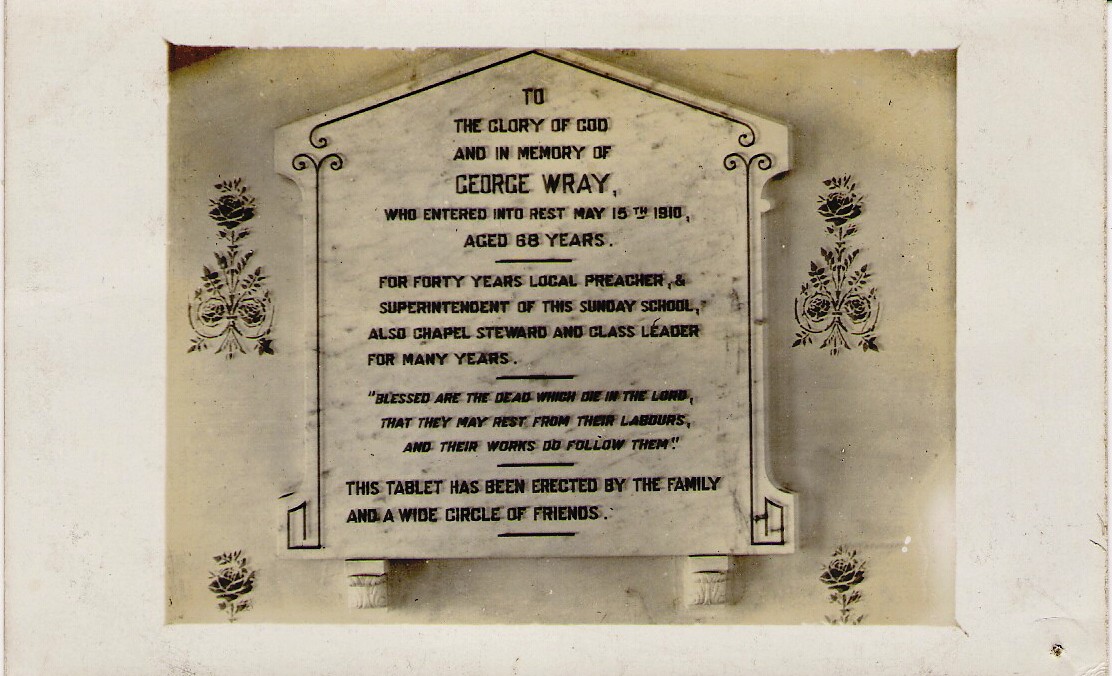 TO
THE GLORY OF GOD
AND IN MEMORY OF
GEORGE WRAY,
WHO ENTERED INTO REST MAY 15TH 1910,
AGED 68 YEARS.
FOR FORTY YEARS LOCAL PREACHER, &
SUPERINTENDENT OF THIS SUNDAY SCHOOL,
ALSO CHAPEL STEWARD AND CLASS LEADER
FOR MANY YEARS.
"BLESSED ARE THE DEAD WHICH DIE IN THE LORD,
THAT THEY MAY REST FROM THEIR LABOURS,
AND THEIR WORKS DO FOLLOW THEM."
THIS TABLET HAS BEEN ERECTED BY THE FAMILY
AND A WIDE CIRCLE OF FRIENDS.